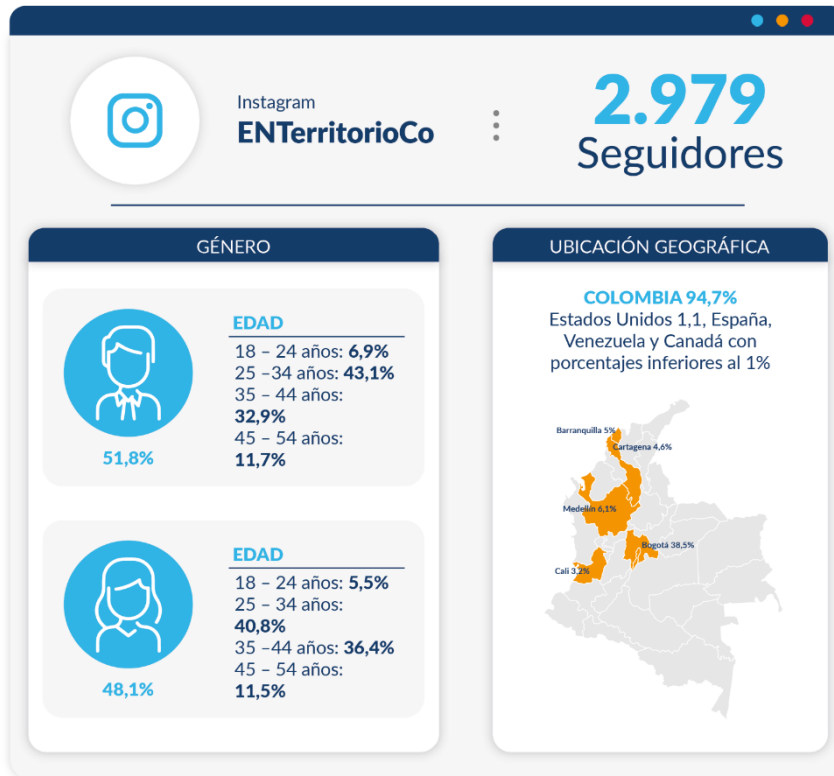 Instagram
ENTerritorioCo
2.979
Seguidores
GÉNERO
EDAD
18 – 24 años: 6,9%
25 –34 años: 43,1%
35 – 44 años:
32,9%
45 – 54 años:
11,7%
51,8%
EDAD
18 – 24 años: 5,5%
25 – 34 años:
40,8%
35 –44 años: 36,4%
45 – 54 años:
11,5%
48,1%
UBICACIÓN GEOGRÁFICA
COLOMBIA 94,7%
Estados Unidos 1,1, España,
Venezuela y Canadá con
porcentajes inferiores al 1%
Barranquilla 5%
Cartagena 4,6%
Medellín 6,1%
Bogotá 38,5%
Cali 3,2%